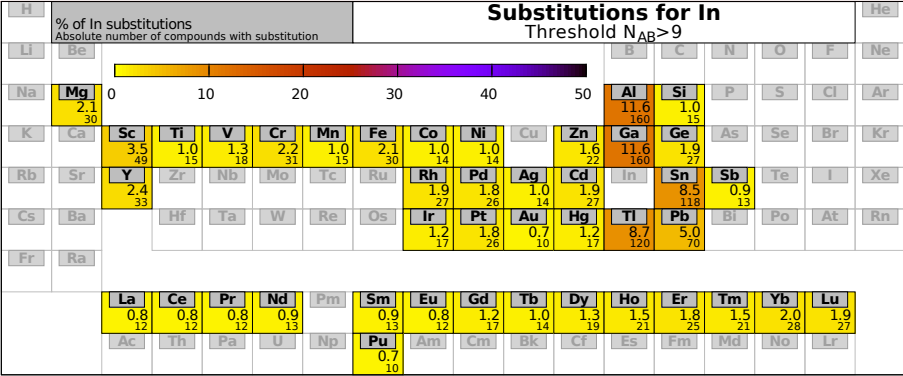 H
% of In substitutions
Absolute number of compounds with substitution
Substitutions for In
Threshold N_AB>9
He
Li Be B C N O F Ne
0 10 20 30 40 50
Na Mg Al Si P S Cl Ar
2.1 11.6 1.0
30 160 15
K Ca Sc Ti V Cr Mn Fe Co Ni Cu Zn Ga Ge As Se Br Kr
3.5 1.0 1.3 2.2 1.0 2.1 1.0 1.0 1.6 11.6 1.9
49 15 18 31 15 30 14 14 22 160 27
Rb Sr Y Zr Nb Mo Tc Ru Rh Pd Ag Cd In Sn Sb Te I Xe
2.4 1.9 1.8 1.0 1.9 8.5 0.9
33 27 26 14 27 118 13
Cs Ba Hf Ta W Re Os Ir Pt Au Hg Tl Pb Bi Po At Rn
1.2 1.8 0.7 1.2 8.7 5.0
17 26 10 17 120 70
Fr Ra
La Ce Pr Nd Pm Sm Eu Gd Tb Dy Ho Er Tm Yb Lu
0.8 0.8 0.8 0.9 0.9 0.8 1.2 1.0 1.3 1.5 1.8 1.5 2.0 1.9
12 12 12 13 13 12 17 14 19 21 25 21 28 27
Ac Th Pa U Np Pu Am Cm Bk Cf Es Fm Md No Lr
0.7
10